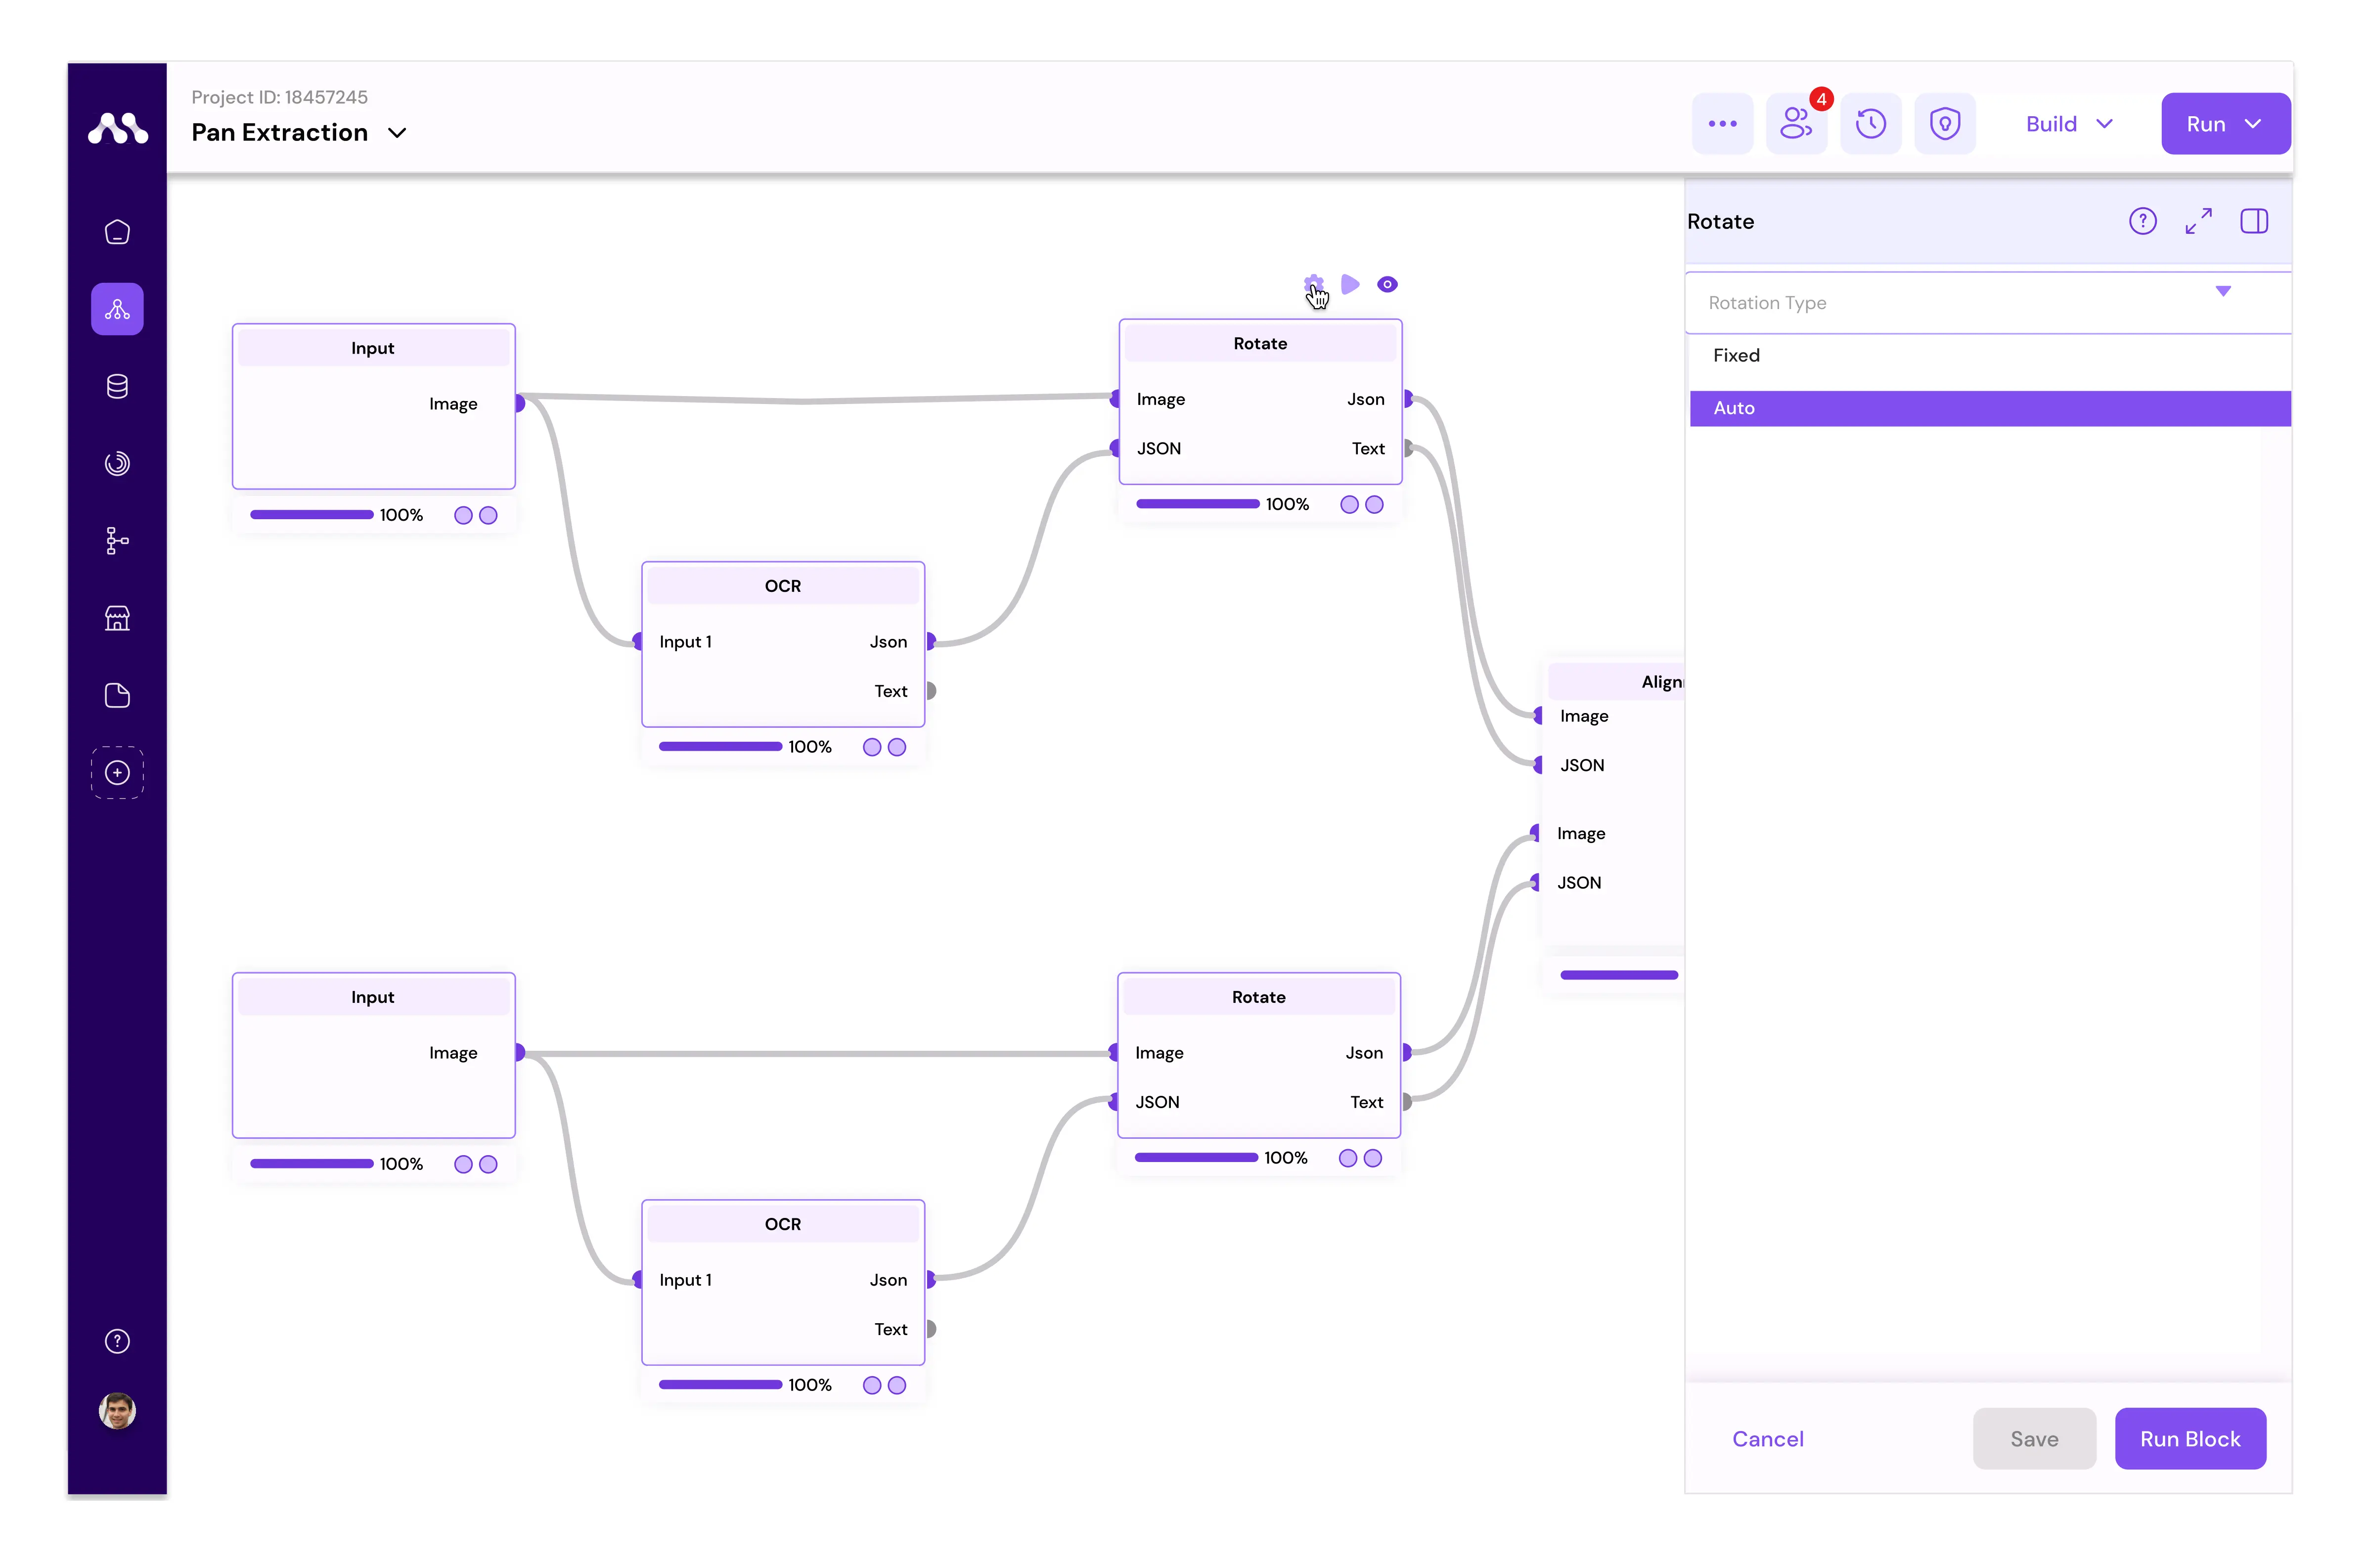 Project ID: 18457245
Pan Extraction
4
Build
Run
Rotate
Rotation Type
Fixed
Auto
Input
Image
100%
OCR
Input 1
Json
Text
100%
Rotate
Image
Json
JSON
Text
100%
Image
JSON
Image
JSON
Input
Image
100%
OCR
Input 1
Json
Text
100%
Rotate
Image
Json
JSON
Text
100%
Cancel
Save
Run Block